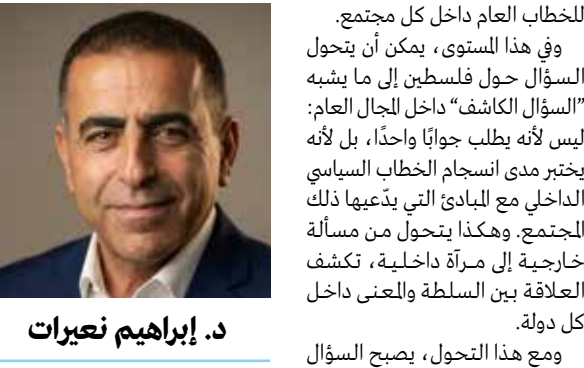 للخطاب العام داخل كل مجتمع.
وفي هذا المستوى، يمكن أن يتحول
السؤال حول فلسطين إلى ما يشبه
"السؤال الكاشف" داخل المجال العام:
ليس لأنه يطلب جوابًا واحدًا، بل لأنه
يختبر مدى انسجام الخطاب السياسي
الداخلي مع المبادئ التي يدّعيها ذلك
المجتمع. وهكذا يتحول من مسألة
خارجية إلى مرآة داخلية، تكشف
العلاقة بين السلطة والمعنى داخل
كل دولة.
ومع هذا التحول، يصبح السؤال
د. إبراهيم نعيرات